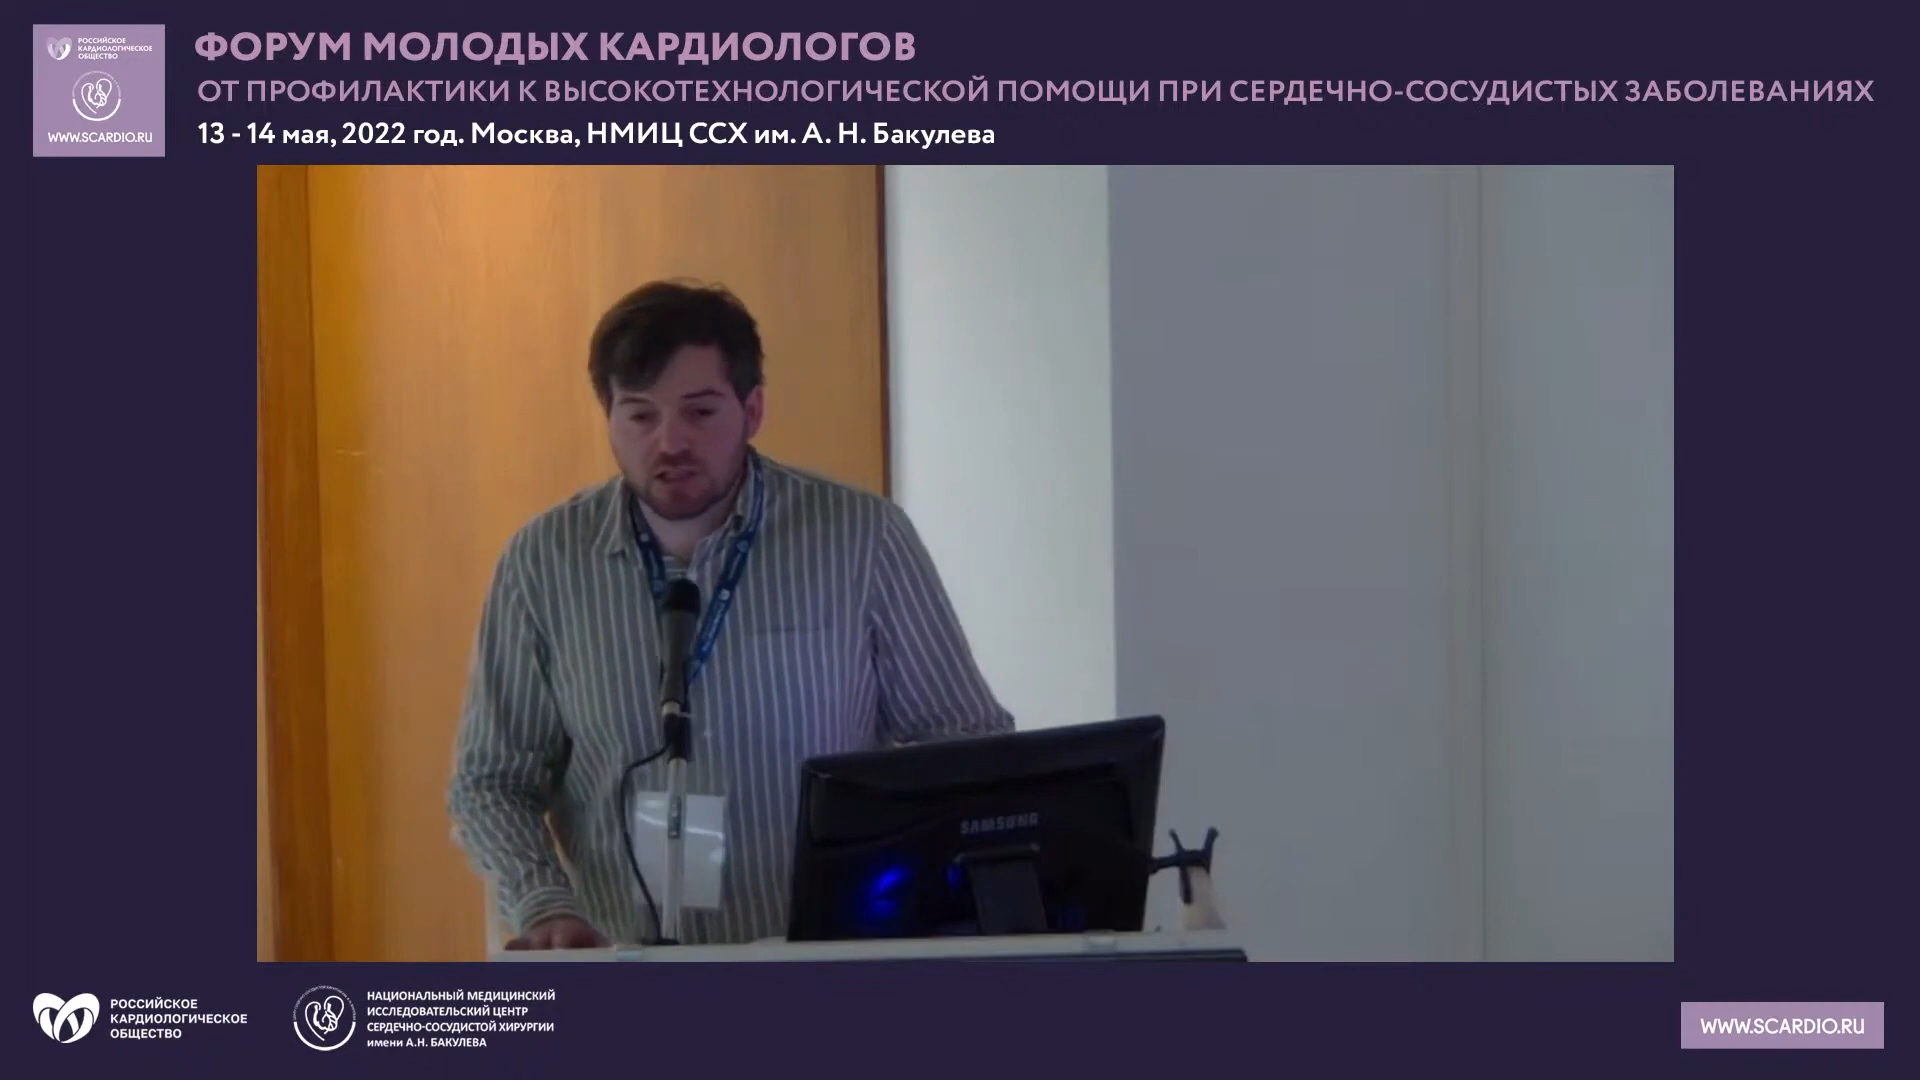 РОССИЙСКОЕ
КАРДИОЛОГИЧЕСКОЕ
ОБЩЕСТВО
WWW.SCARDIO.RU
ФОРУМ МОЛОДЫХ КАРДИОЛОГОВ
ОТ ПРОФИЛАКТИКИ К ВЫСОКОТЕХНОЛОГИЧЕСКОЙ ПОМОЩИ ПРИ СЕРДЕЧНО-СОСУДИСТЫХ ЗАБОЛЕВАНИЯХ
13 - 14 мая, 2022 год. Москва, НМИЦ ССХ им. А. Н. Бакулева
SAMSUNG
РОССИЙСКОЕ
КАРДИОЛОГИЧЕСКОЕ
ОБЩЕСТВО
НАЦИОНАЛЬНЫЙ МЕДИЦИНСКИЙ
ИССЛЕДОВАТЕЛЬСКИЙ ЦЕНТР
СЕРДЕЧНО-СОСУДИСТОЙ ХИРУРГИИ
имени А.Н. БАКУЛЕВА
WWW.SCARDIO.RU